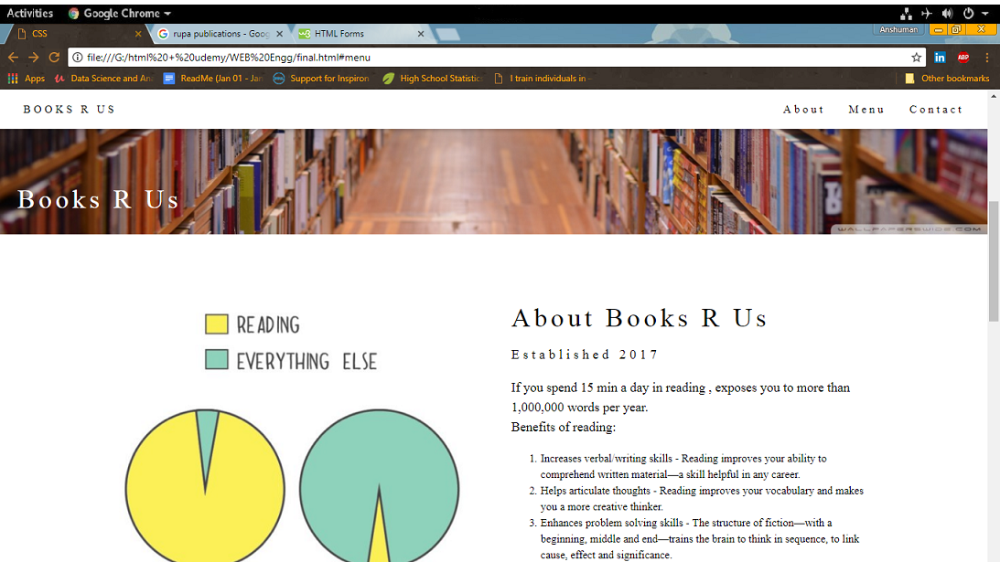 Activities Google Chrome
CSS rupa publications - Goog HTML Forms Anshuman
file:///G:/html%20+%20udemy/WEB%20Engg/final.html#menu in ABP
Apps Data Science and An ReadMe (Jan 01 - Jan Support for Inspiron High School Statistics I train individuals in - Other bookmarks
BOOKS R US About Menu Contact
Books R Us
WALLPAPERSWIDE.COM
READING
EVERYTHING ELSE
About Books R Us
Established 2017
If you spend 15 min a day in reading , exposes you to more than
1,000,000 words per year.
Benefits of reading:
1. Increases verbal/writing skills - Reading improves your ability to
comprehend written material—a skill helpful in any career.
2. Helps articulate thoughts - Reading improves your vocabulary and makes
you a more creative thinker.
3. Enhances problem solving skills - The structure of fiction—with a
beginning, middle and end—trains the brain to think in sequence, to link
cause, effect and significance.